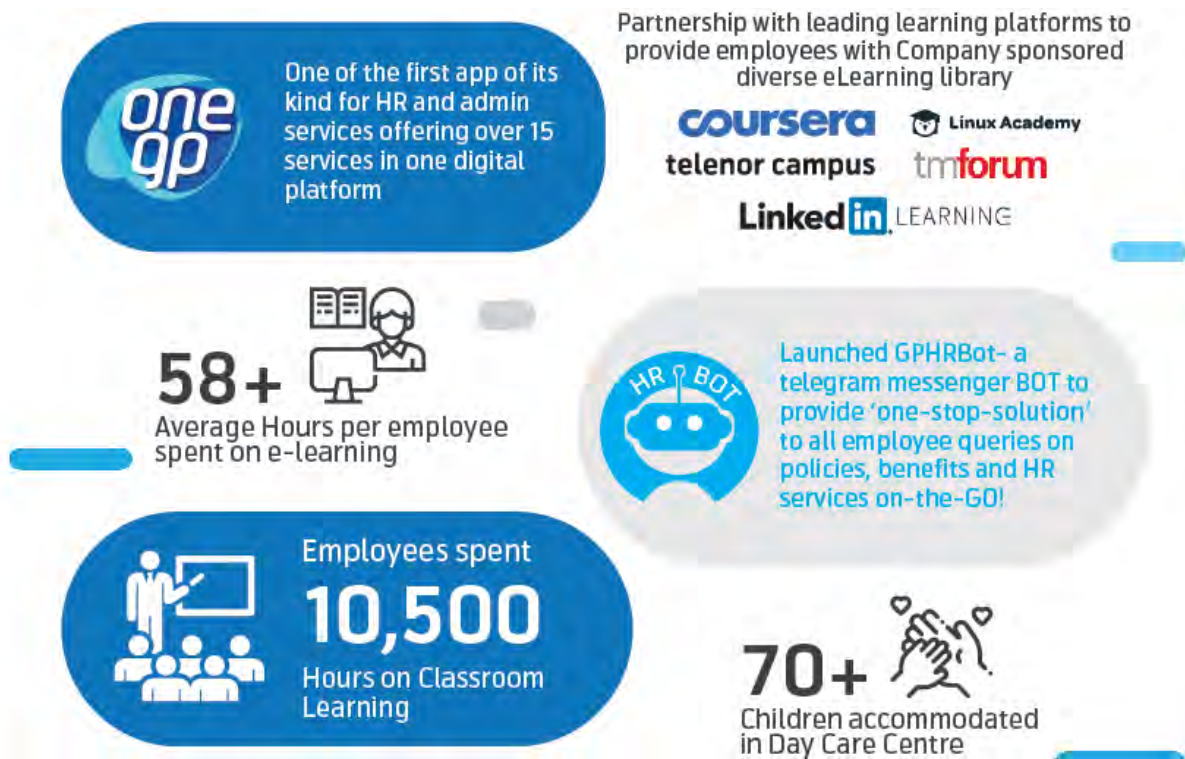 one
gp
One of the first app of its
kind for HR and admin
services offering over 15
services in one digital
platform
Partnership with leading learning platforms to
provide employees with Company sponsored
diverse eLearning library
coursera
Linux Academy
telenor campus
tmforum
Linked in LEARNING
58+
Average Hours per employee
spent on e-learning
HR BOT
Launched GPHRBot- a
telegram messenger BOT to
provide ‘one-stop-solution’
to all employee queries on
policies, benefits and HR
services on-the-GO!
Employees spent
10,500
Hours on Classroom
Learning
70+
Children accommodated
in Day Care Centre